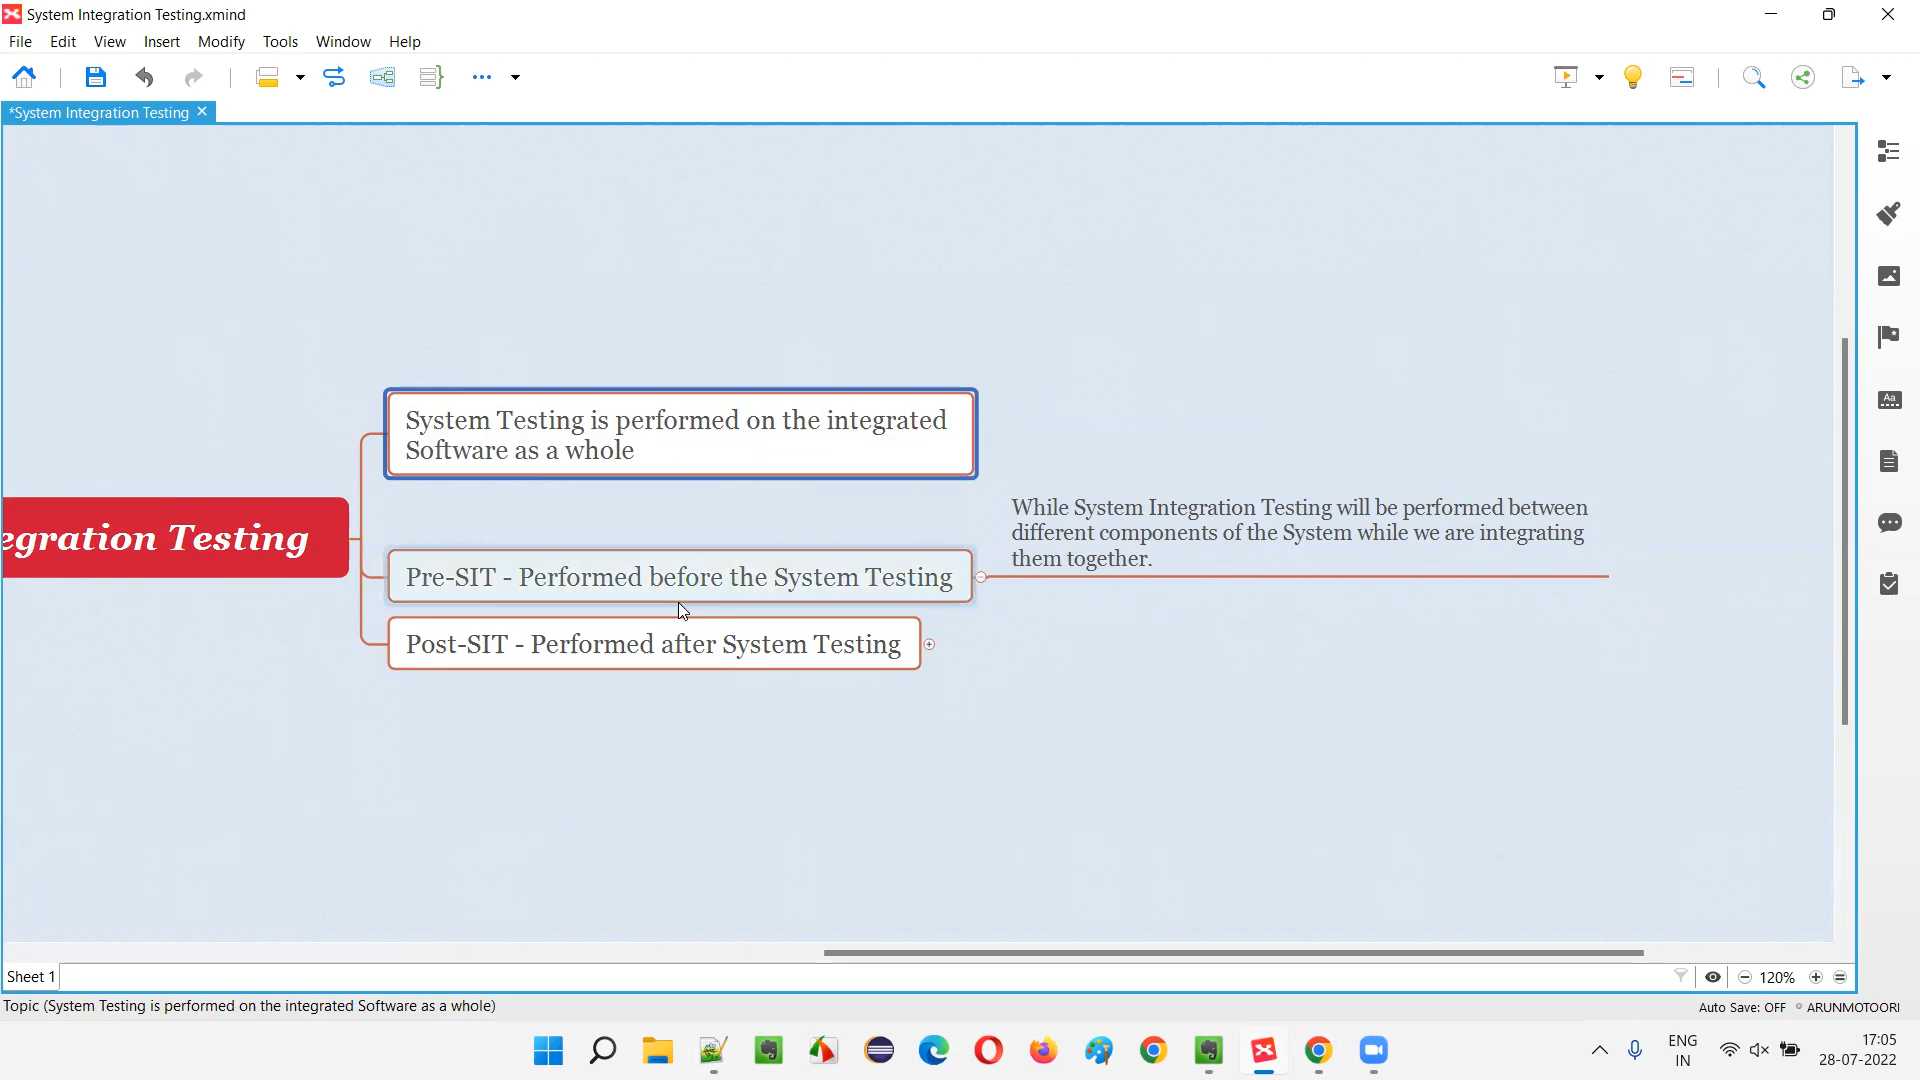 System Integration Testing.xmind
File Edit View Insert Modify Tools Window Help
*System Integration Testing
System Testing is performed on the integrated
Software as a whole
egration Testing
While System Integration Testing will be performed between
different components of the System while we are integrating
them together.
Pre-SIT - Performed before the System Testing
Post-SIT - Performed after System Testing
Aa
Sheet 1
120%
Topic (System Testing is performed on the integrated Software as a whole)
Auto Save: OFF
ARUNMOTOORI
ENG
IN
17:05
28-07-2022